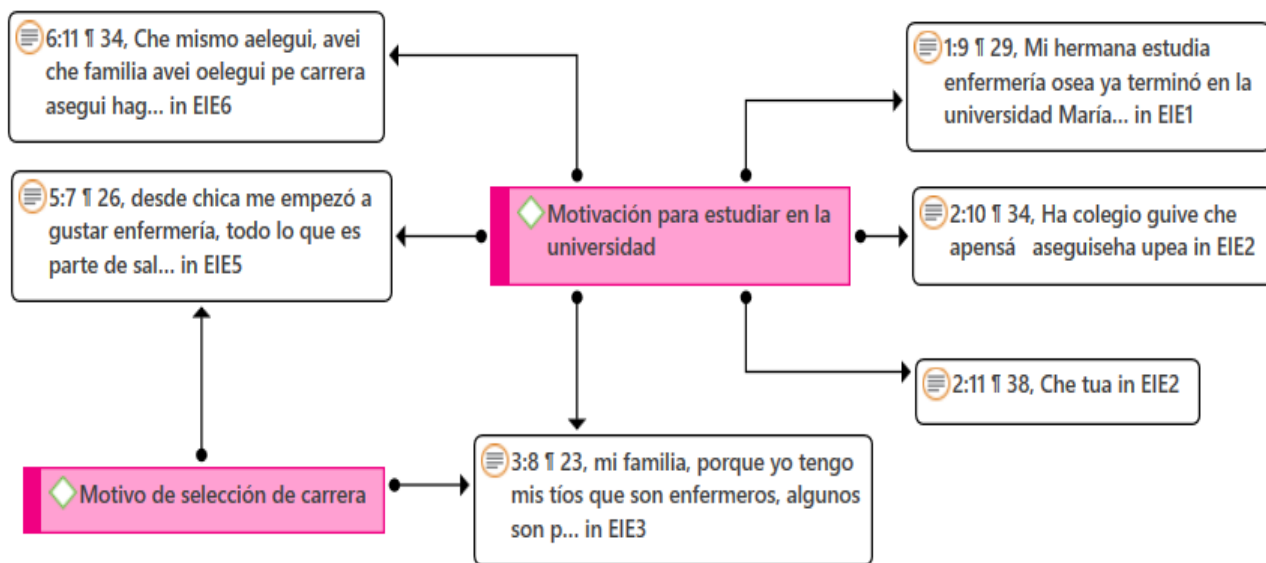 6:11 ¶ 34, Che mismo aelegui, avei
che familia avei oelegui pe carrera
asegui hag... in EIE6
1:9 ¶ 29, Mi hermana estudia
enfermería osea ya terminó en la
universidad María... in EIE1
5:7 ¶ 26, desde chica me empezó a
gustar enfermería, todo lo que es
parte de sal... in EIE5
Motivación para estudiar en la
universidad
2:10 ¶ 34, Ha colegio guive che
apensá aseguiseha upea in EIE2
2:11 ¶ 38, Che tua in EIE2
Motivo de selección de carrera
3:8 ¶ 23, mi familia, porque yo tengo
mis tíos que son enfermeros, algunos
son p... in EIE3